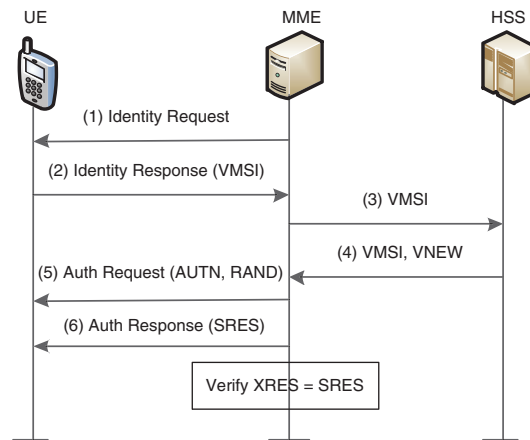 UE
MME
HSS
(1) Identity Request
(2) Identity Response (VMSI)
(3) VMSI
(4) VMSI, VNEW
(5) Auth Request (AUTN, RAND)
(6) Auth Response (SRES)
Verify XRES = SRES